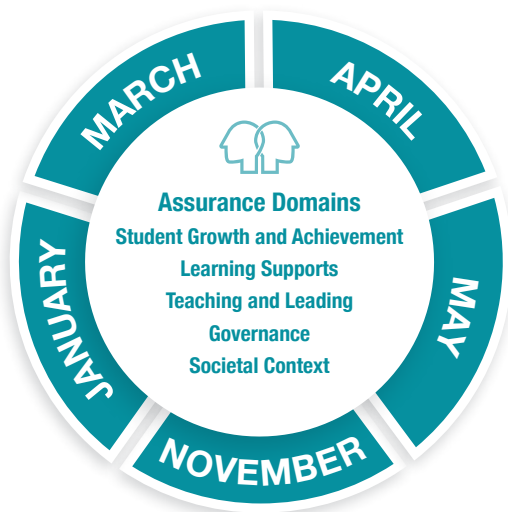 MARCH
APRIL
MAY
NOVEMBER
JANUARY
Assurance Domains
Student Growth and Achievement
Learning Supports
Teaching and Leading
Governance
Societal Context